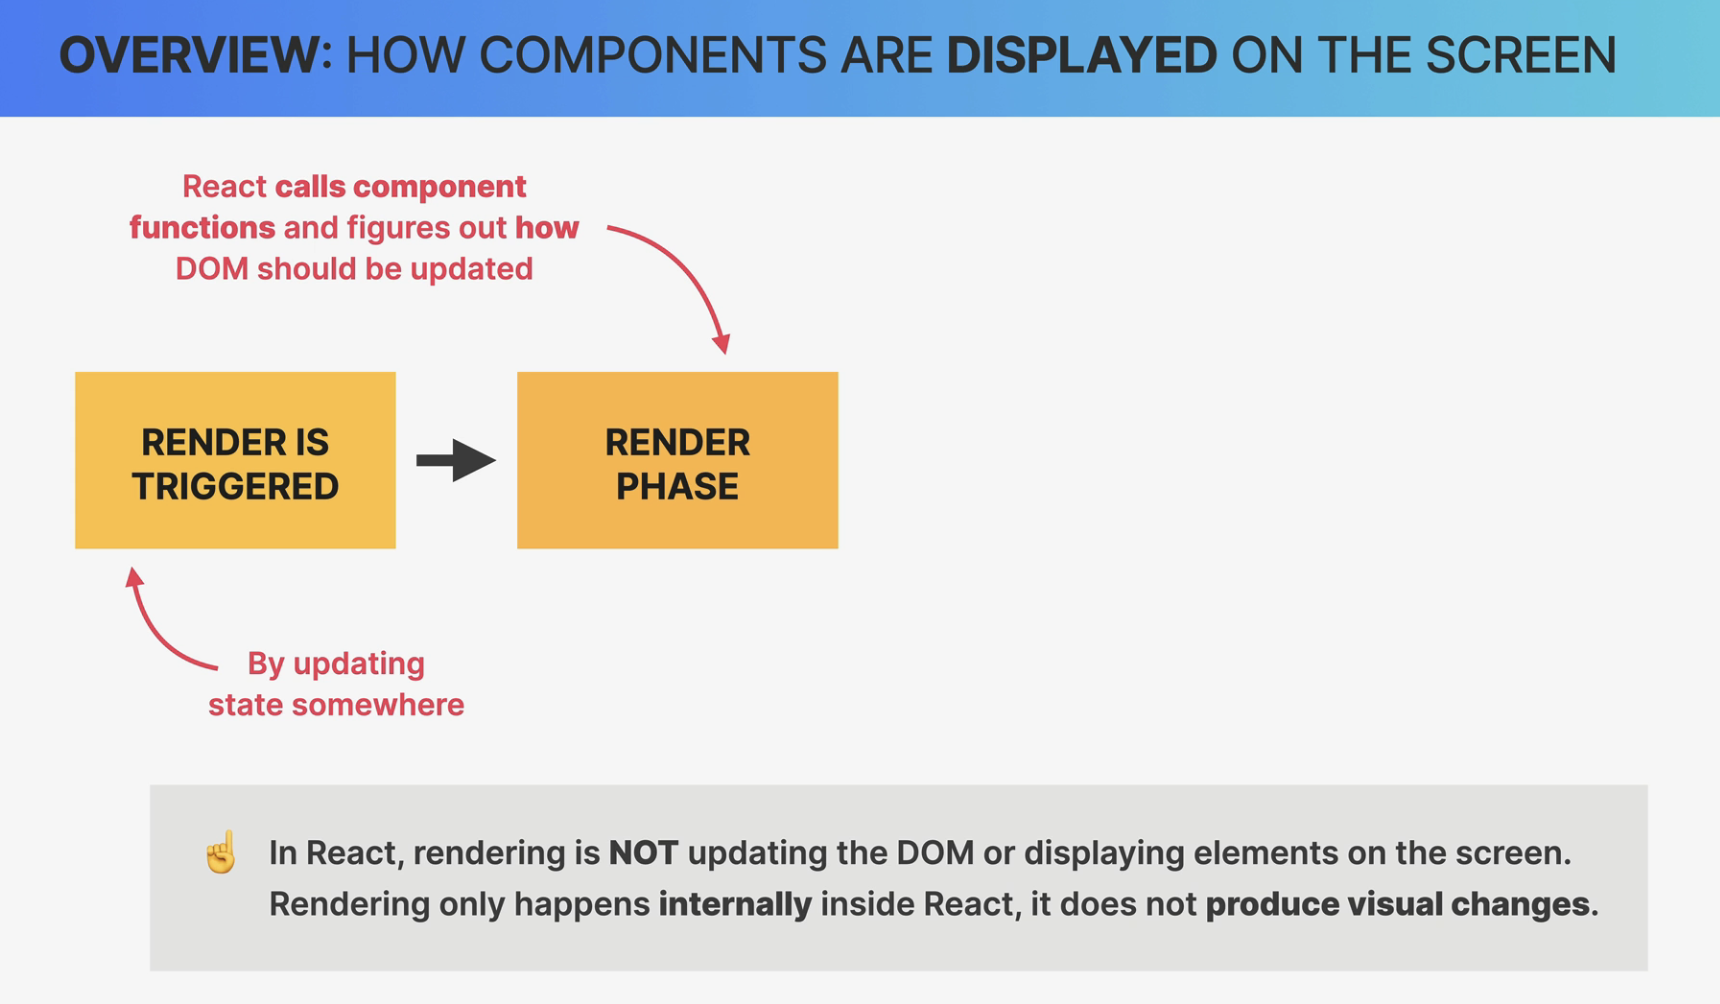 OVERVIEW: HOW COMPONENTS ARE DISPLAYED ON THE SCREEN
React calls component
functions and figures out how
DOM should be updated
RENDER IS
TRIGGERED
RENDER
PHASE
By updating
state somewhere
☝️ In React, rendering is NOT updating the DOM or displaying elements on the screen.
Rendering only happens internally inside React, it does not produce visual changes.